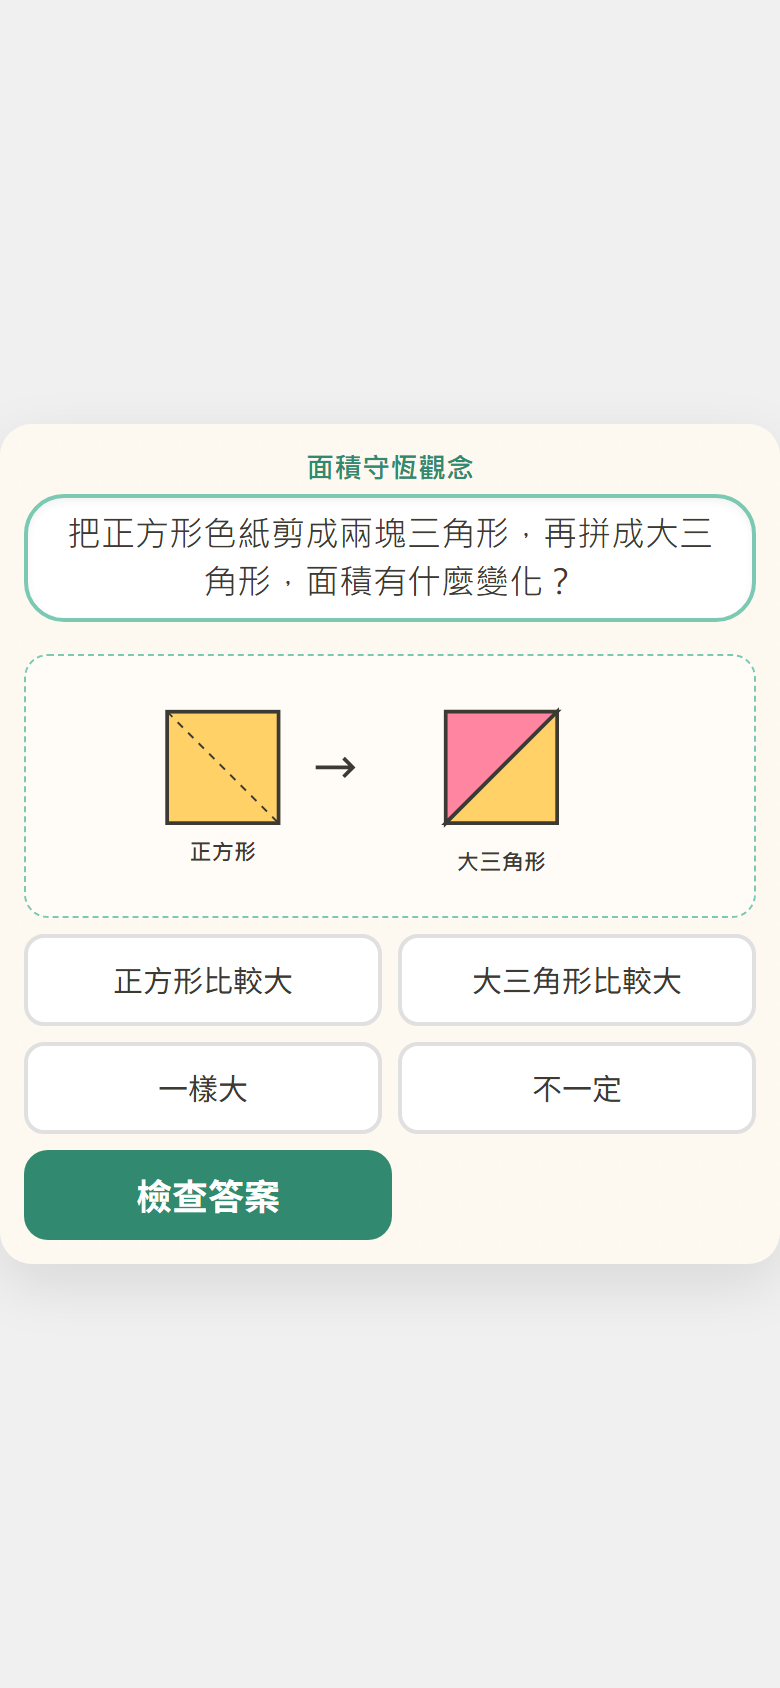 面積守恆觀念
把正方形色紙剪成兩塊三角形，再拼成大三
角形，面積有什麼變化？
→
正方形
大三角形
正方形比較大
大三角形比較大
一樣大
不一定
檢查答案